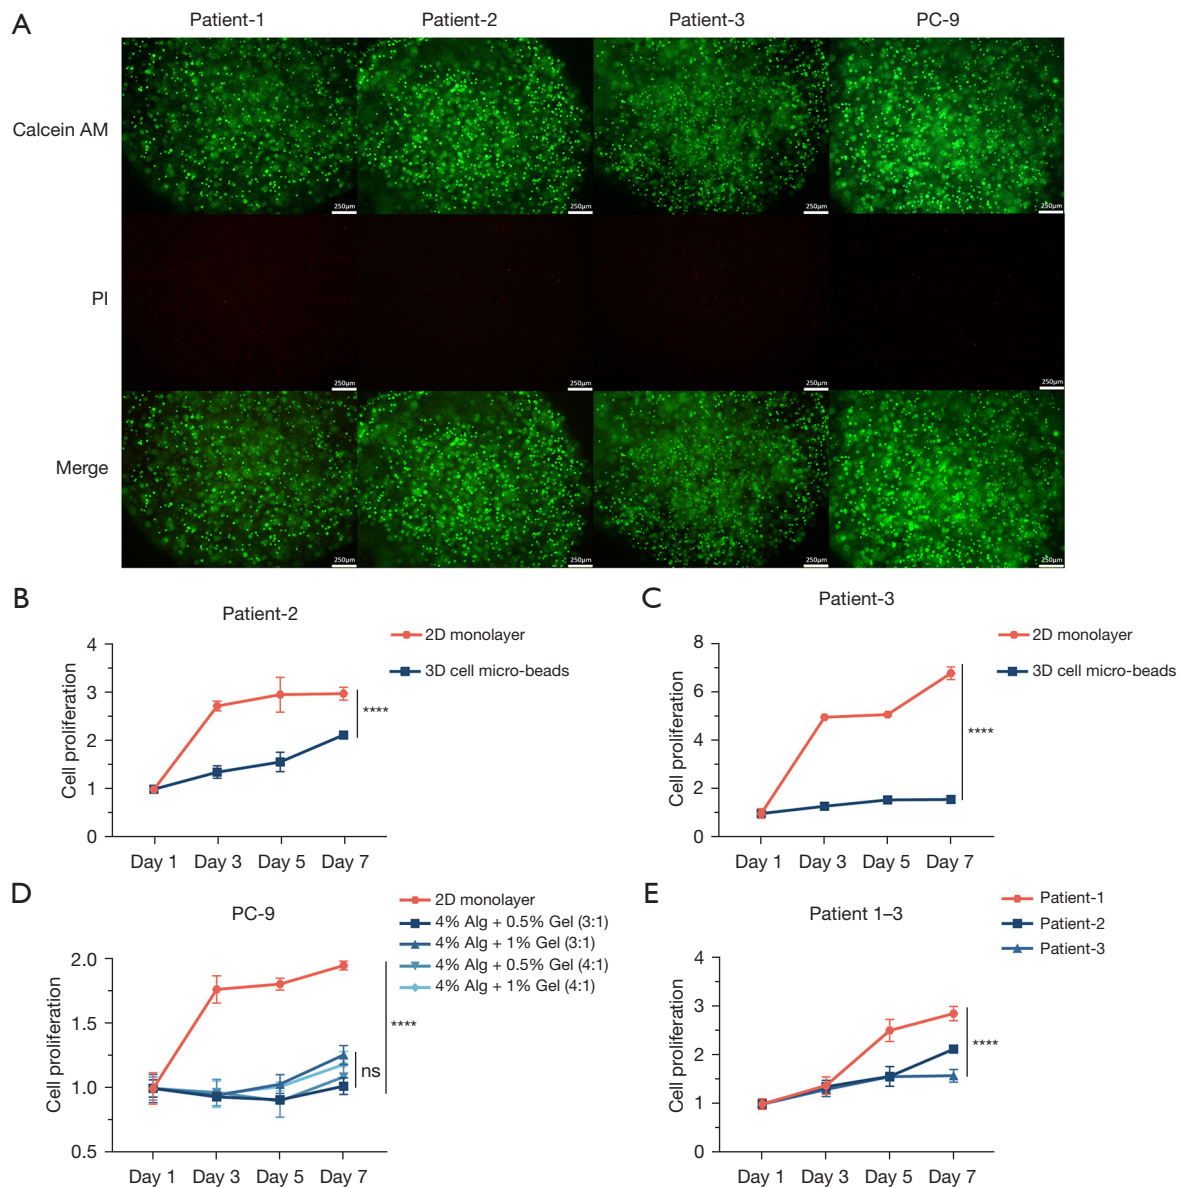 A
Patient-1 Patient-2 Patient-3 PC-9
Calcein AM
250μm 250μm 250μm 250μm
PI
250μm 250μm 250μm 250μm
Merge
250μm 250μm 250μm 250μm
B
Patient-2
2D monolayer
3D cell micro-beads
Cell proliferation
4
3
2
1
0
****
Day 1 Day 3 Day 5 Day 7
C
Patient-3
2D monolayer
3D cell micro-beads
Cell proliferation
8
6
4
2
0
****
Day 1 Day 3 Day 5 Day 7
D
PC-9
2D monolayer
4% Alg + 0.5% Gel (3:1)
4% Alg + 1% Gel (3:1)
4% Alg + 0.5% Gel (4:1)
4% Alg + 1% Gel (4:1)
Cell proliferation
2.0
1.5
1.0
0.5
****
ns
Day 1 Day 3 Day 5 Day 7
E
Patient 1–3
Patient-1
Patient-2
Patient-3
Cell proliferation
4
3
2
1
0
****
Day 1 Day 3 Day 5 Day 7